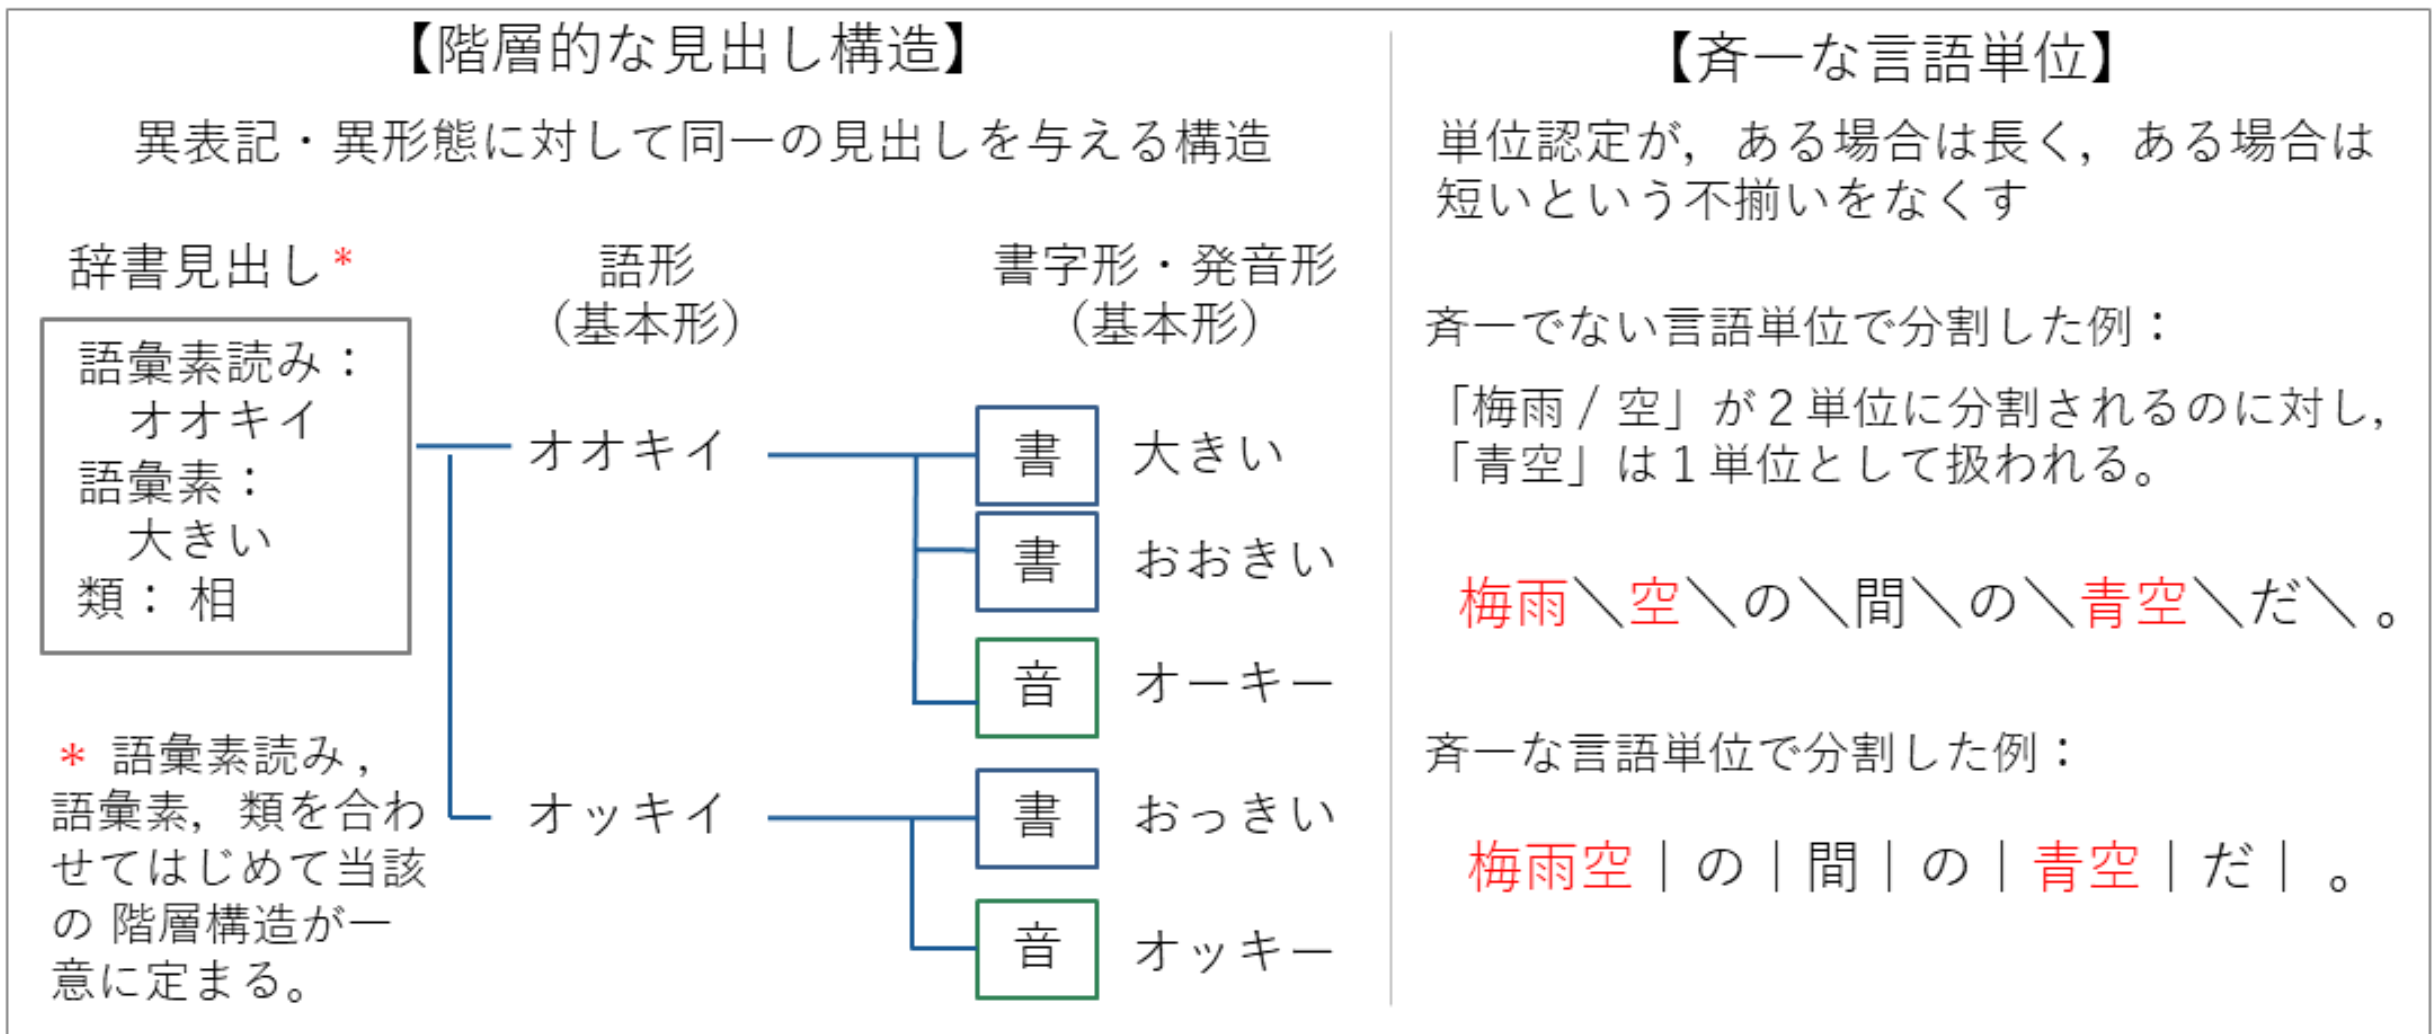 【階層的な見出し構造】
異表記・異形態に対して同一の見出しを与える構造
辞書見出し*
語彙素読み：
オオキイ
語彙素：
大きい
類：相
* 語彙素読み，
語彙素，類を合わ
せてはじめて当該
の 階層構造が一
意に定まる。
語形
（基本形）
オオキイ
オッキイ
書字形・発音形
（基本形）
書 大きい
書 おおきい
音 オーキー
書 おっきい
音 オッキー
【斉一な言語単位】
単位認定が，ある場合は長く，ある場合は
短いという不揃いをなくす
斉一でない言語単位で分割した例：
「梅雨 / 空」が２単位に分割されるのに対し，
「青空」は１単位として扱われる。
梅雨＼空＼の＼間＼の＼青空＼だ＼。
斉一な言語単位で分割した例：
梅雨空｜の｜間｜の｜青空｜だ｜。